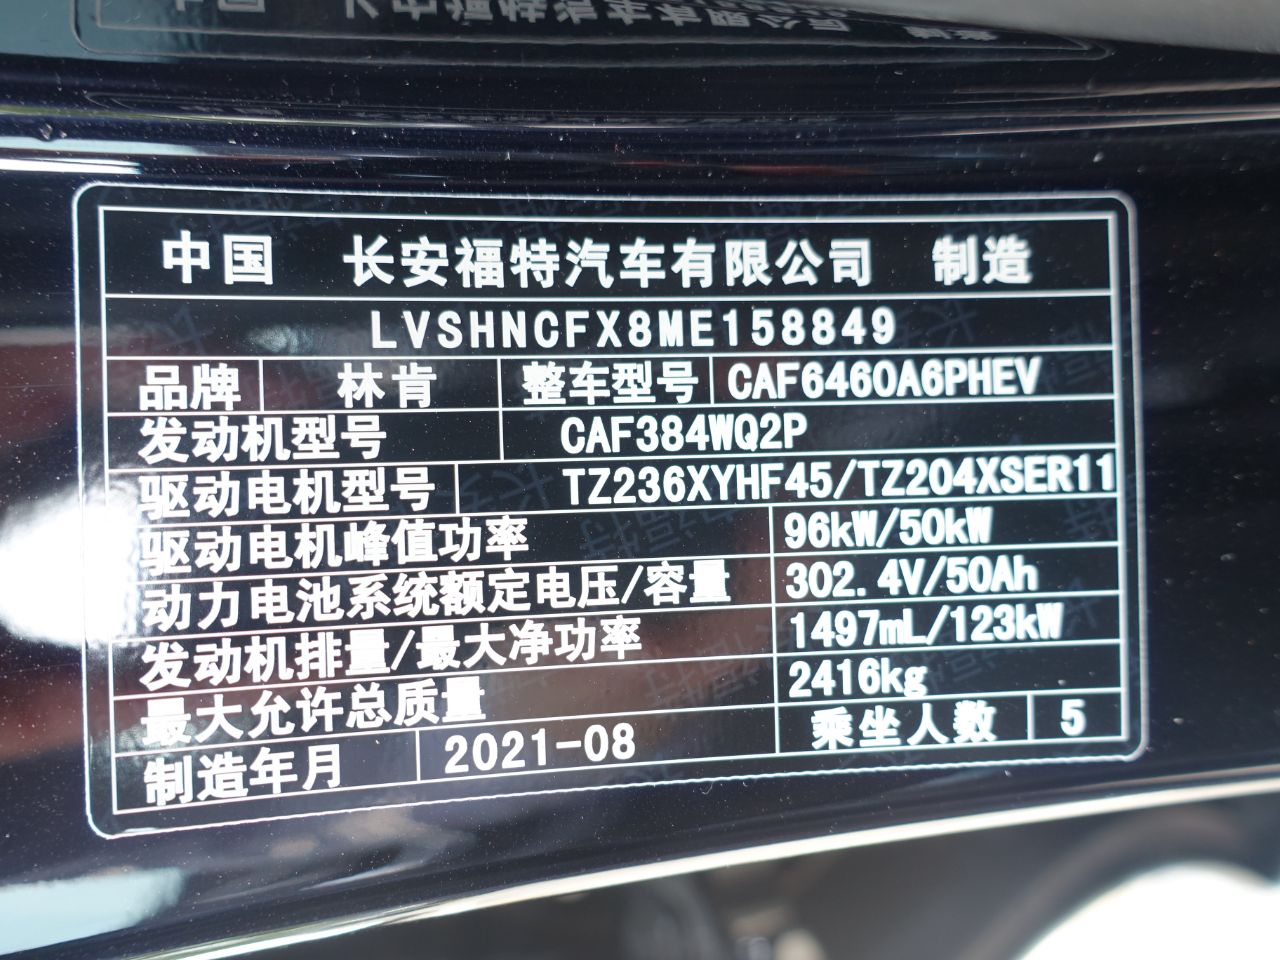 中国 长安福特汽车有限公司 制造
LVSHNCFX8ME158849
品牌 林肯 整车型号 CAF6460A6PHEV
发动机型号 CAF384WQ2P
驱动电机型号 TZ236XYHF45/TZ204XSER11
驱动电机峰值功率 96kW/50kW
动力电池系统额定电压/容量 302.4V/50Ah
发动机排量/最大净功率 1497mL/123kW
最大允许总质量 2416kg
制造年月 2021-08 乘坐人数 5